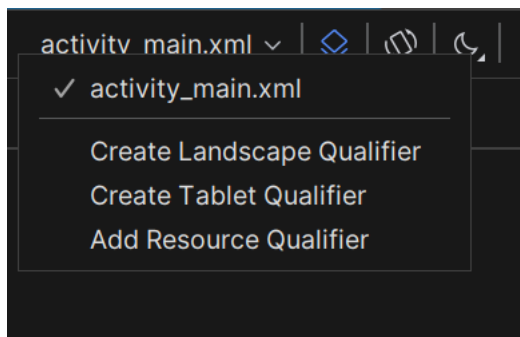 activity_main.xml
activity_main.xml
Create Landscape Qualifier
Create Tablet Qualifier
Add Resource Qualifier